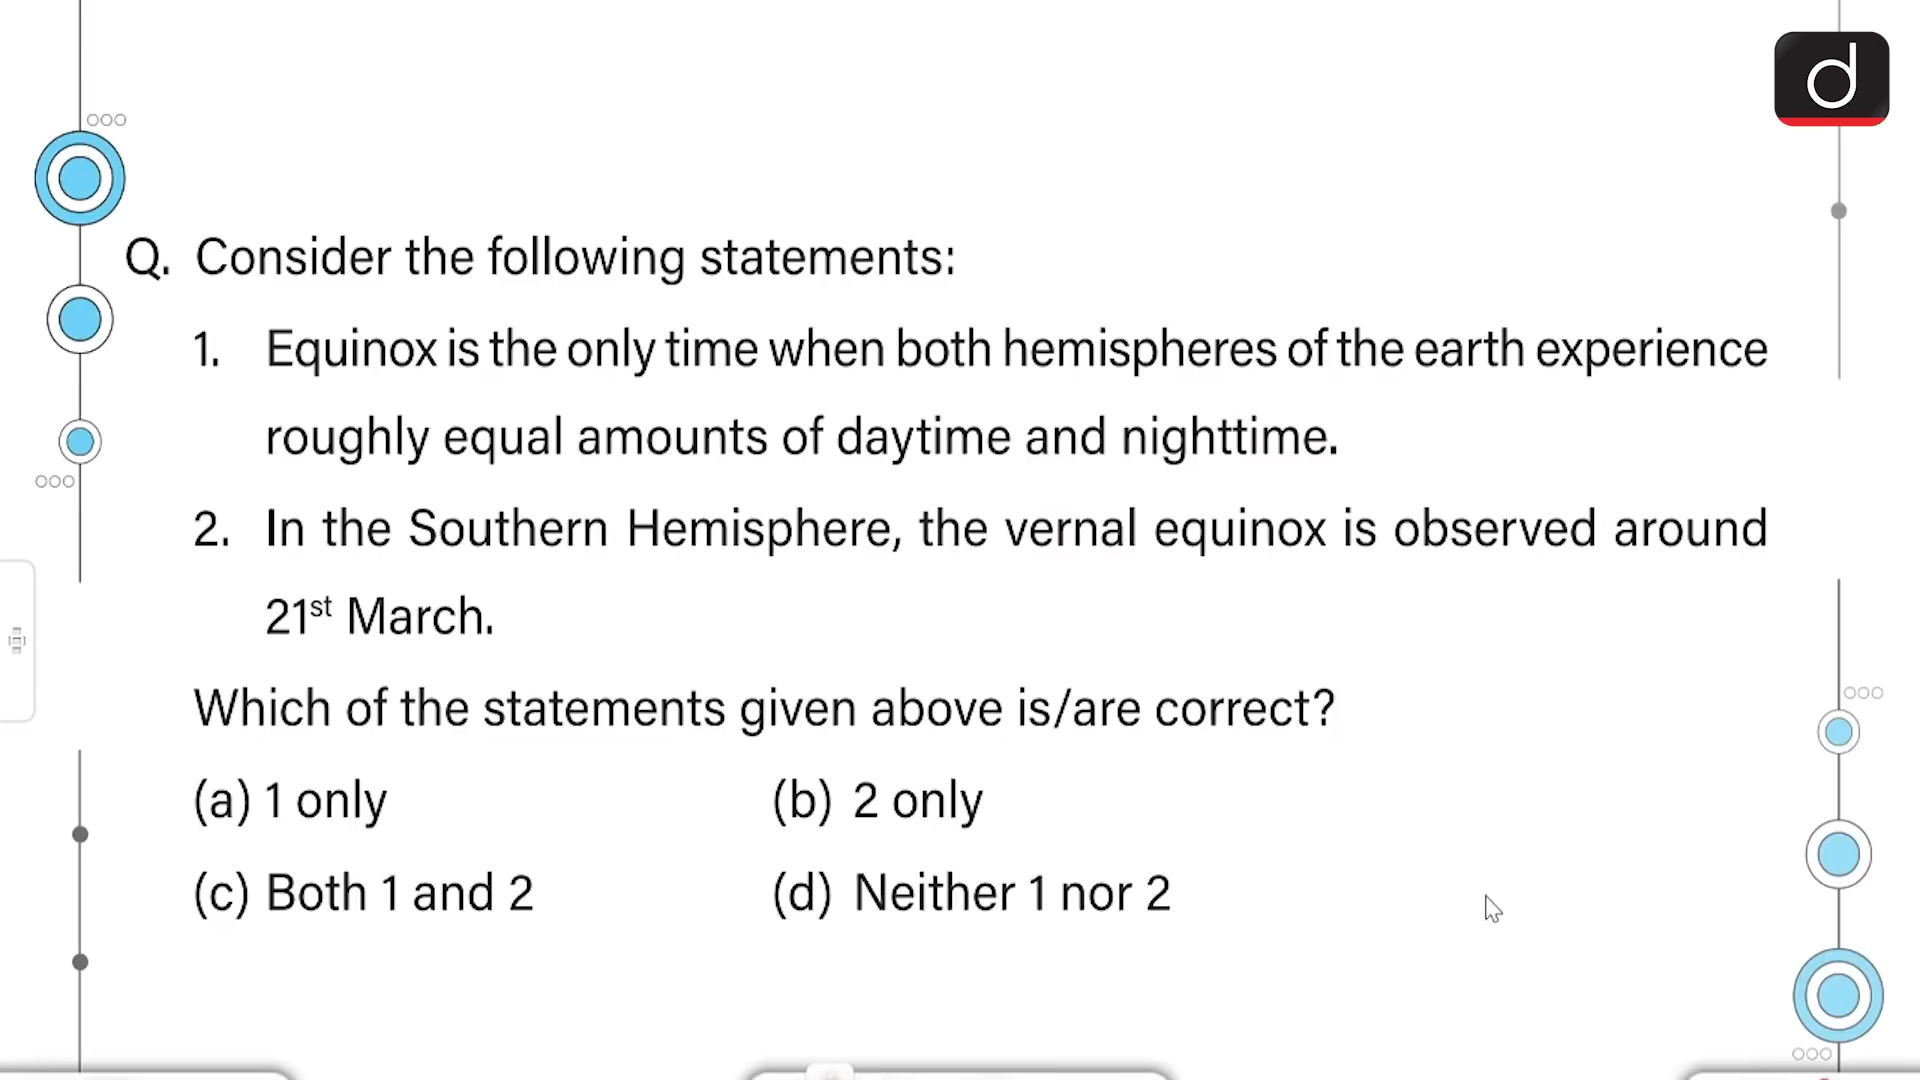 d
Q. Consider the following statements:
1. Equinox is the only time when both hemispheres of the earth experience
roughly equal amounts of daytime and nighttime.
2. In the Southern Hemisphere, the vernal equinox is observed around
21st March.
Which of the statements given above is/are correct?
(a) 1 only (b) 2 only
(c) Both 1 and 2 (d) Neither 1 nor 2